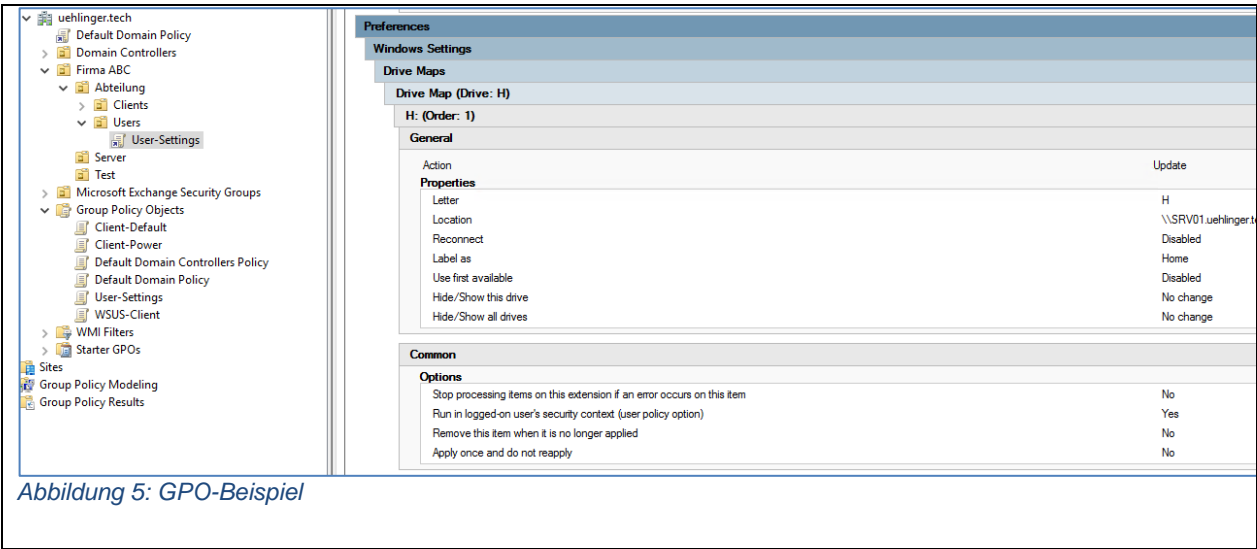 uehlinger.tech
Default Domain Policy
Domain Controllers
Firma ABC
Abteilung
Clients
Users
User-Settings
Server
Test
Microsoft Exchange Security Groups
Group Policy Objects
Client-Default
Client-Power
Default Domain Controllers Policy
Default Domain Policy
User-Settings
WSUS-Client
WMI Filters
Starter GPOs
Sites
Group Policy Modeling
Group Policy Results
Preferences
Windows Settings
Drive Maps
Drive Map (Drive: H)
H: (Order: 1)
General
Action Update
Properties
Letter H
Location \\SRV01.uehlinger.t
Reconnect Disabled
Label as Home
Use first available Disabled
Hide/Show this drive No change
Hide/Show all drives No change
Common
Options
Stop processing items on this extension if an error occurs on this item No
Run in logged-on user's security context (user policy option) Yes
Remove this item when it is no longer applied No
Apply once and do not reapply No
Abbildung 5: GPO-Beispiel